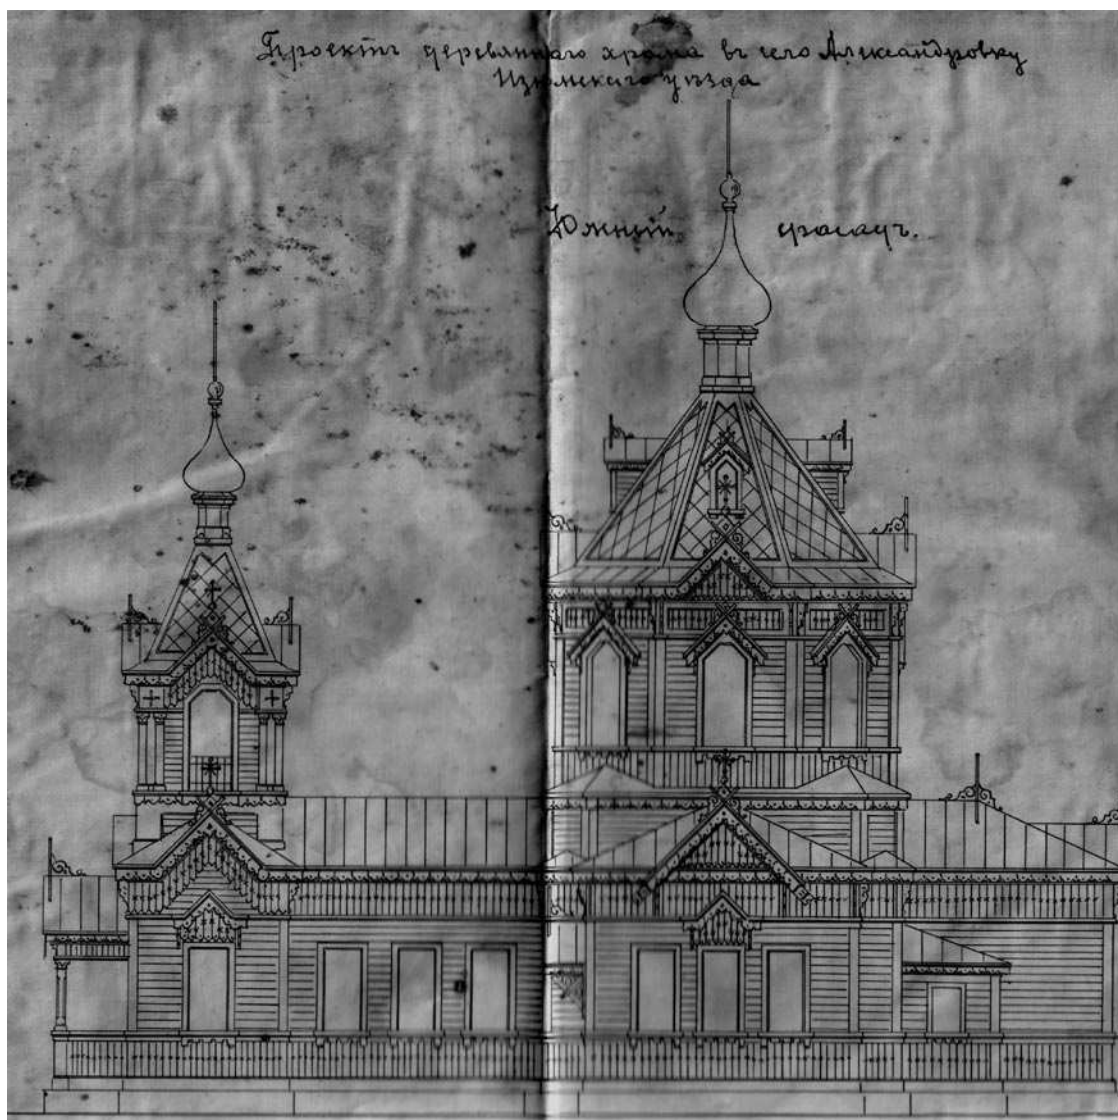 Проектъ деревяннаго храма въ село Александровку
Изюмскаго уѣзда
Южный фасадъ.